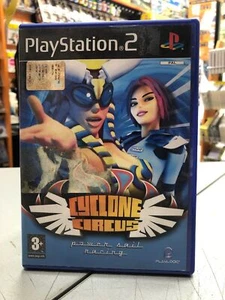 PlayStation 2
PAL
CYCLONE
CIRCUS
power sail
racing
3+